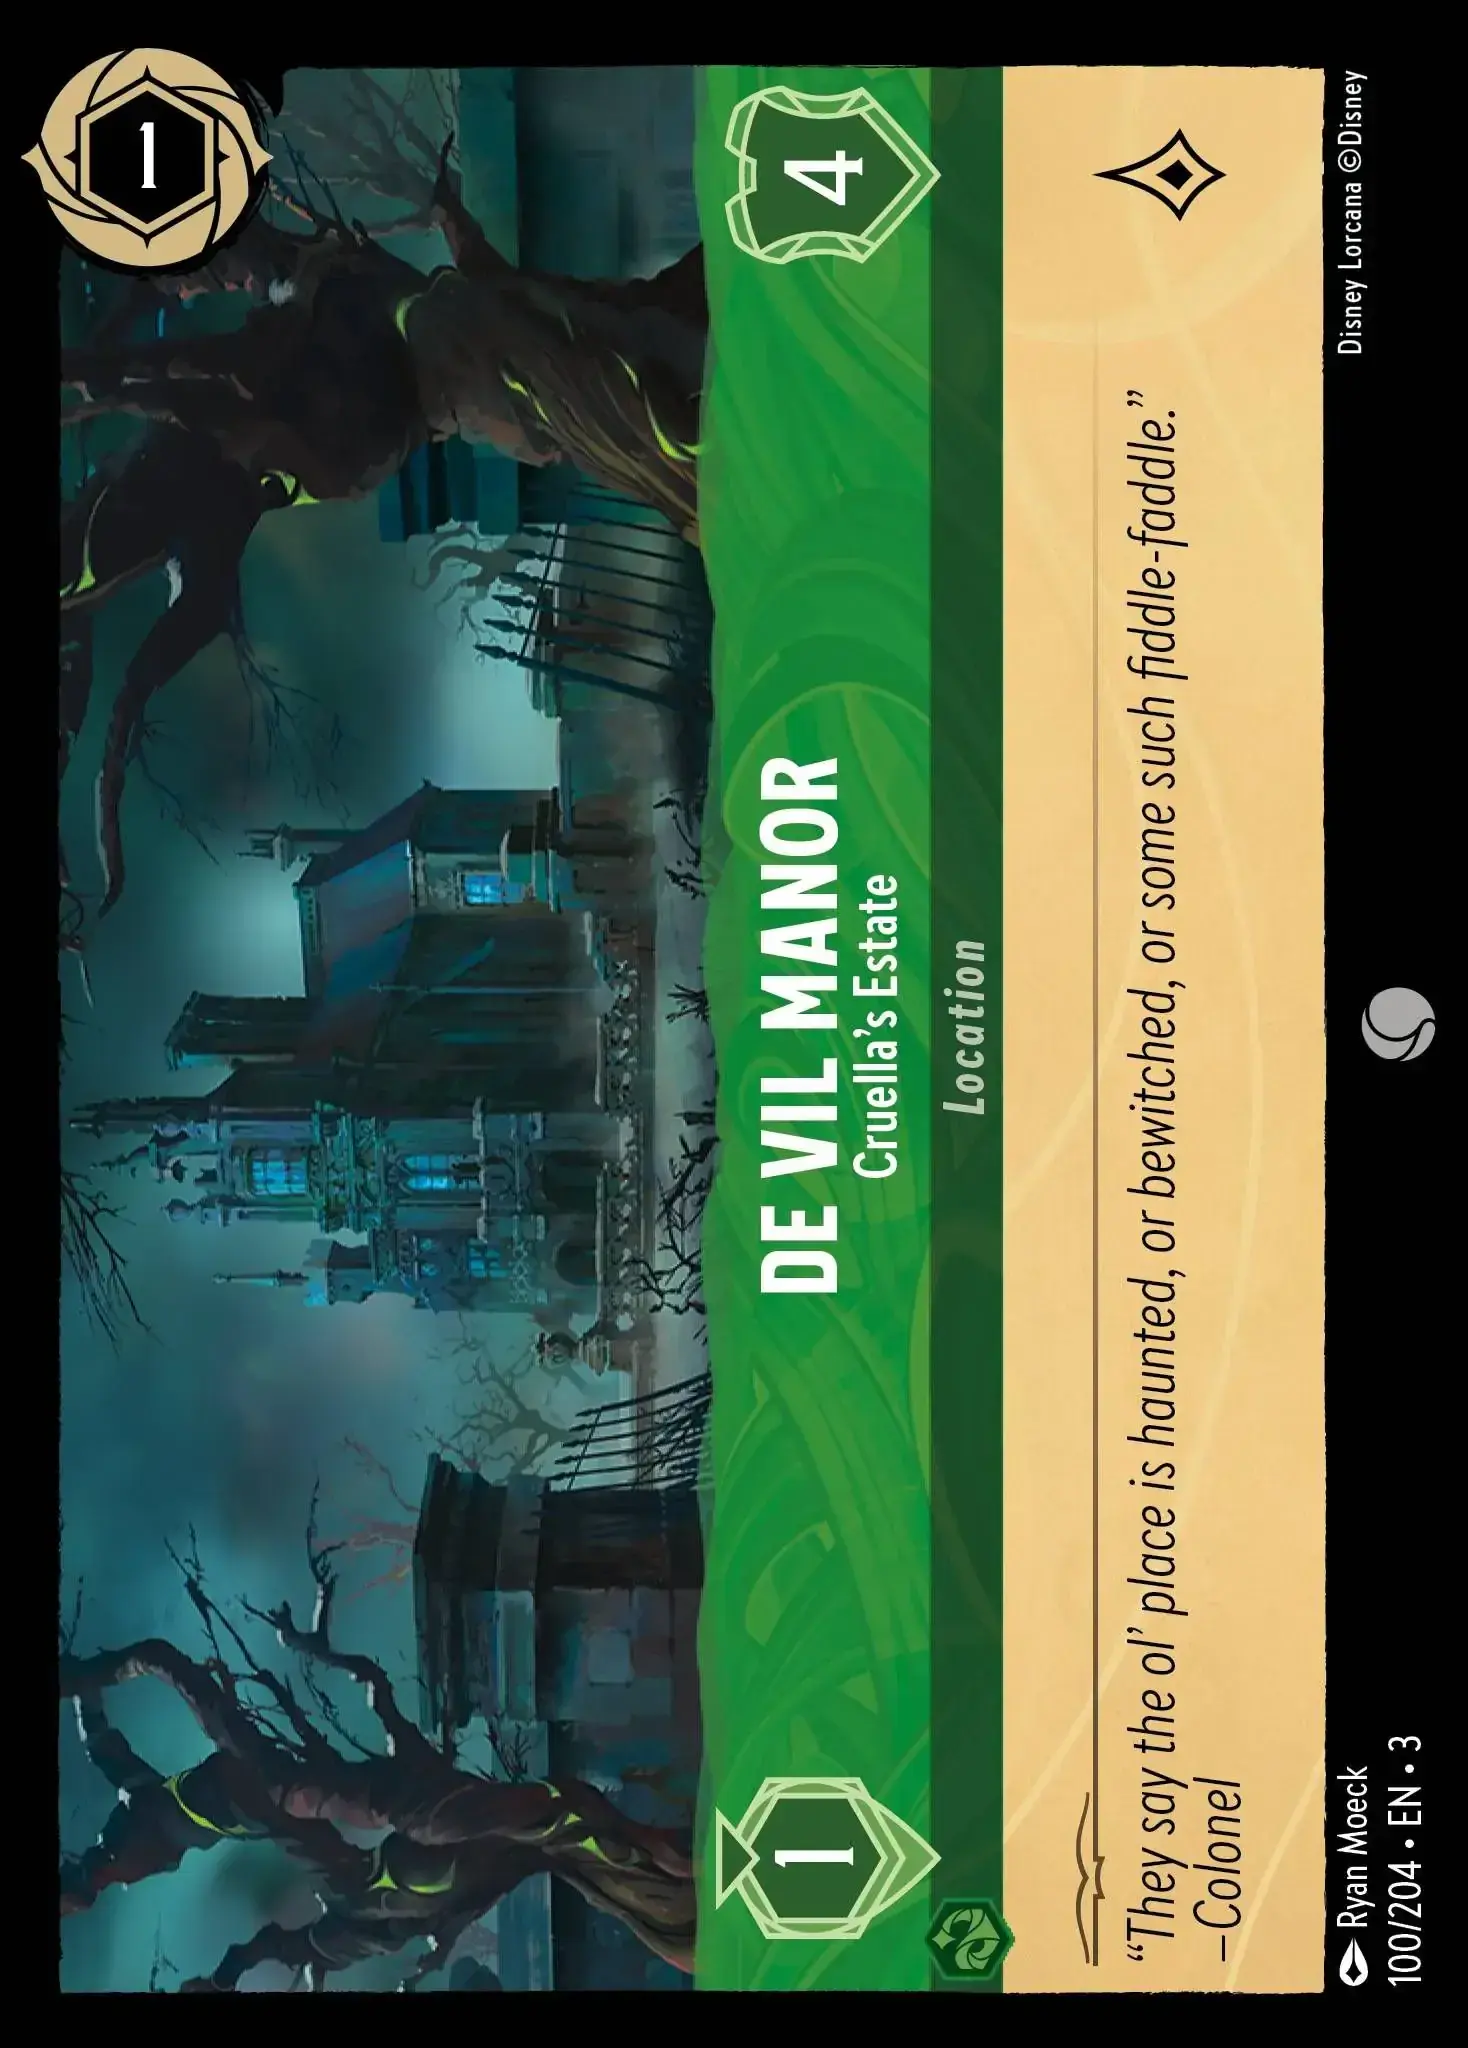 1
1
DE VIL MANOR
4
Cruella's Estate
Location
“They say the ol’ place is haunted, or bewitched, or some such fiddle-faddle.”
–Colonel
Ryan Moeck
Disney Lorcana ©Disney
100/204 • EN • 3